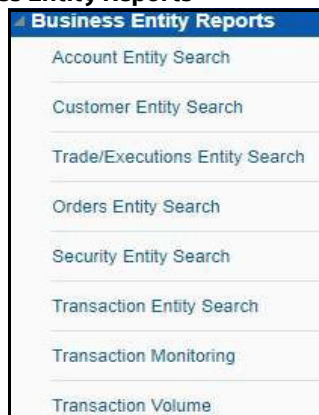 Business Entity Reports
Account Entity Search
Customer Entity Search
Trade/Executions Entity Search
Orders Entity Search
Security Entity Search
Transaction Entity Search
Transaction Monitoring
Transaction Volume